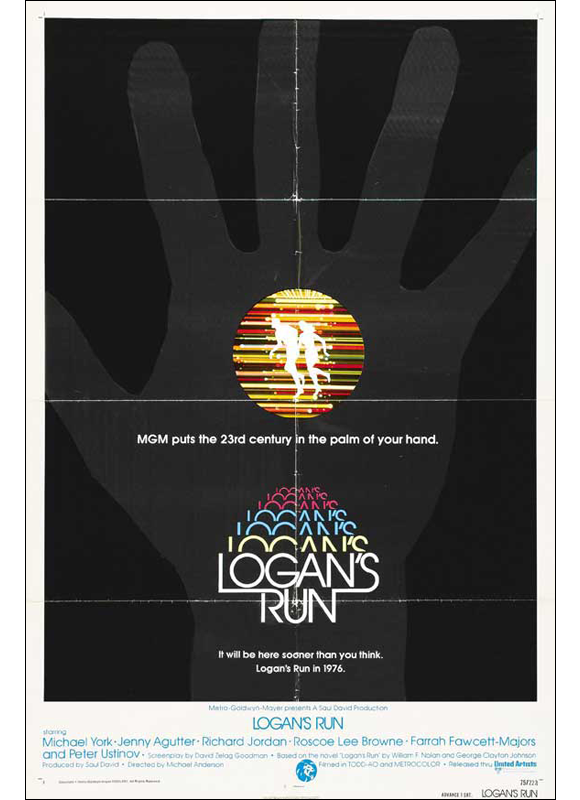 MGM puts the 23rd century in the palm of your hand.
LOGAN'S
LOGAN'S
LOGAN'S
LOGAN'S
LOGAN'S
LOGAN'S
RUN
It will be here sooner than you think.
Logan's Run in 1976.
Metro-Goldwyn-Mayer presents A Saul David Production
LOGAN'S RUN
starring
Michael York · Jenny Agutter · Richard Jordan · Roscoe Lee Browne · Farrah Fawcett-Majors
and Peter Ustinov · Screenplay by David Zelag Goodman · Based on the novel "Logan's Run" by William F. Nolan and George Clayton Johnson
Produced by Saul David · Directed by Michael Anderson
Filmed in TODD-AO and METROCOLOR · Released thru United Artists
ADVANCE 1-SHT.
LOGAN'S RUN